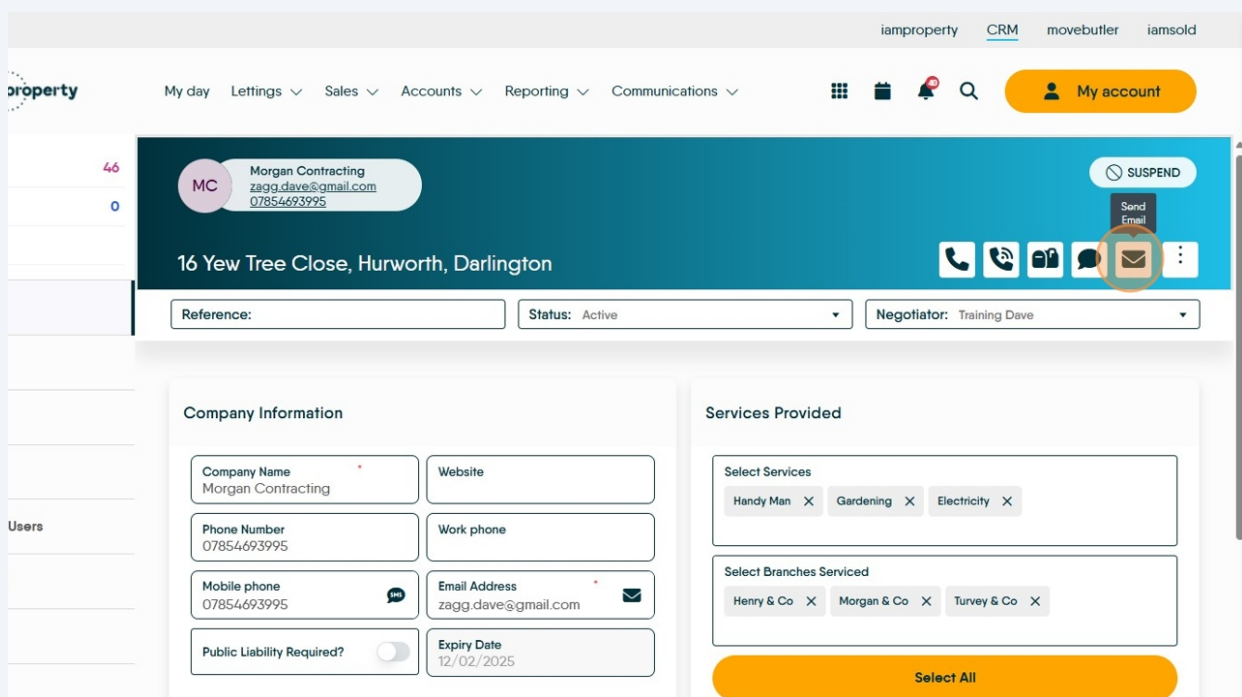 iamproperty CRM movebutler iamsold
property My day Lettings Sales Accounts Reporting Communications My account
46
0
Users
MC Morgan Contracting
zagg.dave@gmail.com
07854693995
SUSPEND
Send
Email
16 Yew Tree Close, Hurworth, Darlington
Reference: Status: Active Negotiator: Training Dave
Company Information
Company Name *
Morgan Contracting
Website
Phone Number
07854693995
Work phone
Mobile phone
07854693995
SMS
Email Address *
zagg.dave@gmail.com
Public Liability Required?
Expiry Date
12/02/2025
Services Provided
Select Services
Handy Man X Gardening X Electricity X
Select Branches Serviced
Henry & Co X Morgan & Co X Turvey & Co X
Select All